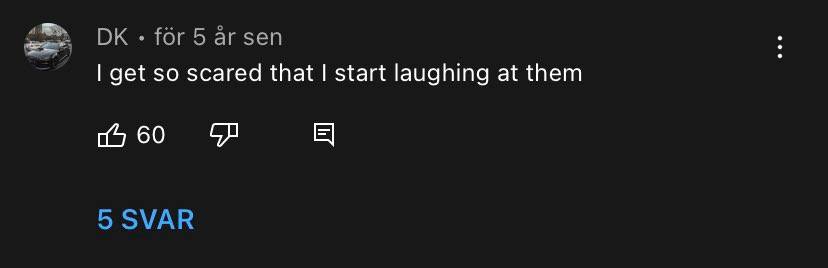 DK • för 5 år sen
I get so scared that I start laughing at them
60
5 SVAR